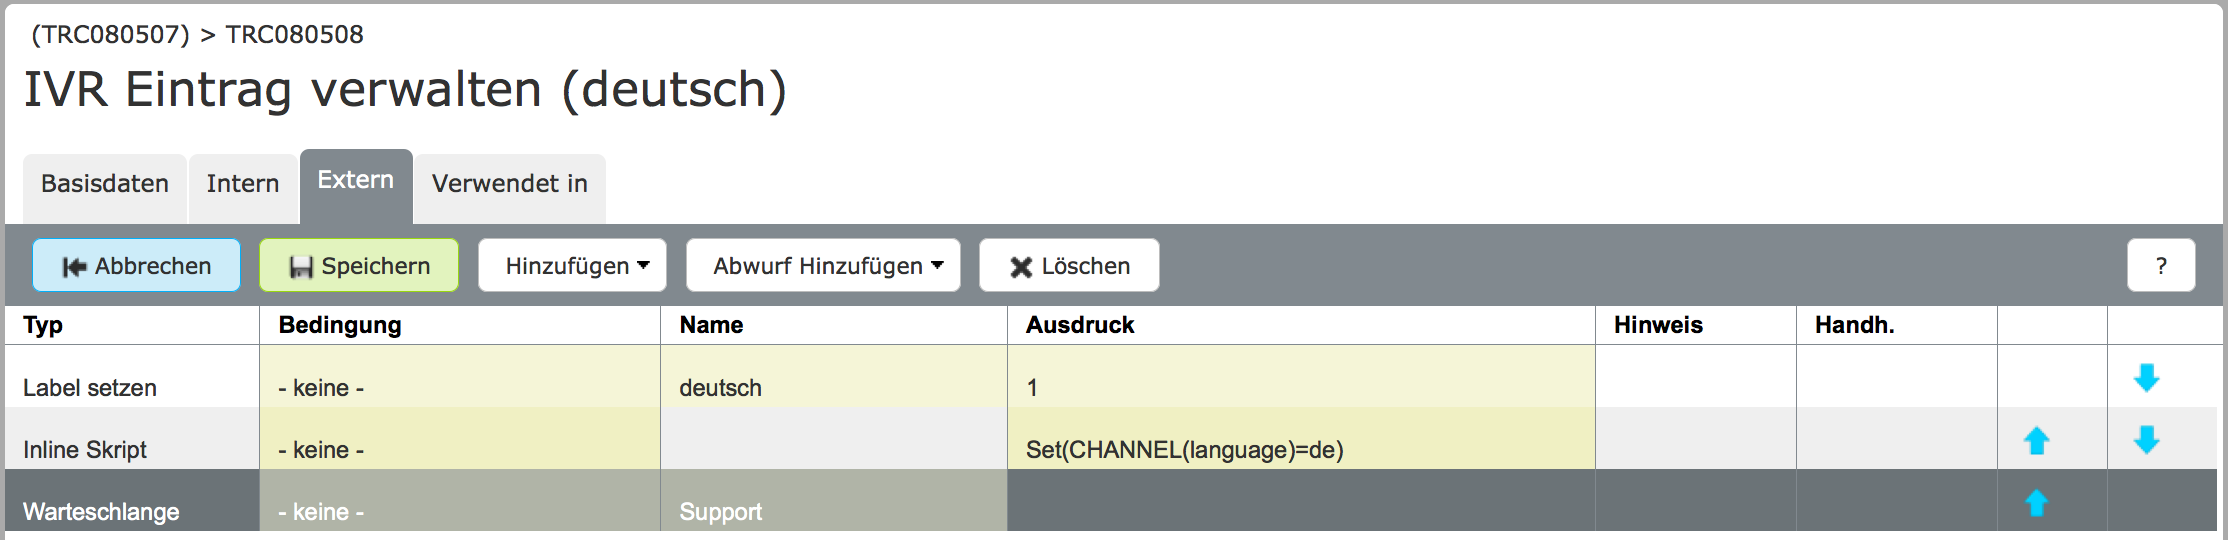 (TRC080507) > TRC080508
IVR Eintrag verwalten (deutsch)
Basisdaten Intern Extern Verwendet in
Abbrechen Speichern Hinzufügen Abwurf Hinzufügen Löschen ?
Typ Bedingung Name Ausdruck Hinweis Handh.
Label setzen - keine - deutsch 1
Inline Skript - keine - Set(CHANNEL(language)=de)
Warteschlange - keine - Support